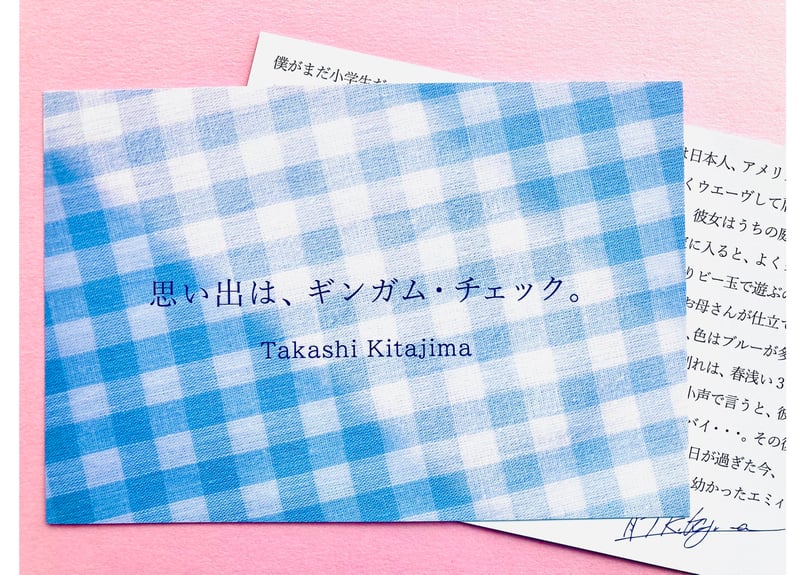 思い出は、ギンガム・チェック。
Takashi Kitajima
僕がまだ小学生だ
日本人、アメリ
くウエーヴして
彼女はうちの庭
に入ると、よく
りビー玉で遊ぶの
お母さんが仕立て
、色はブルーが多
れは、春浅い3
小声で言うと、彼
バイ・・・。その後
日が過ぎた今、
幼かったエミィ